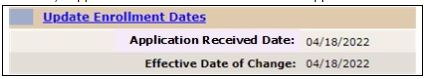 Update Enrollment Dates
Application Received Date: 04/18/2022
Effective Date of Change: 04/18/2022